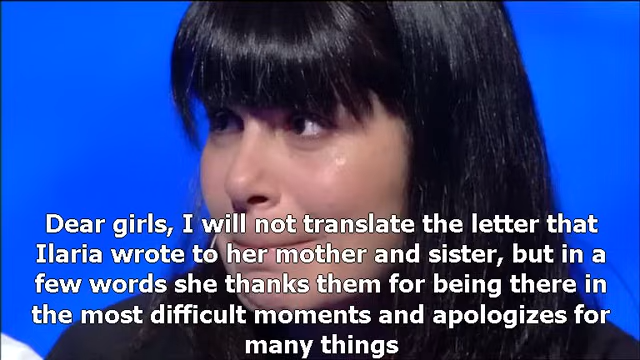 Dear girls, I will not translate the letter that
Ilaria wrote to her mother and sister, but in a
few words she thanks them for being there in
the most difficult moments and apologizes for
many things